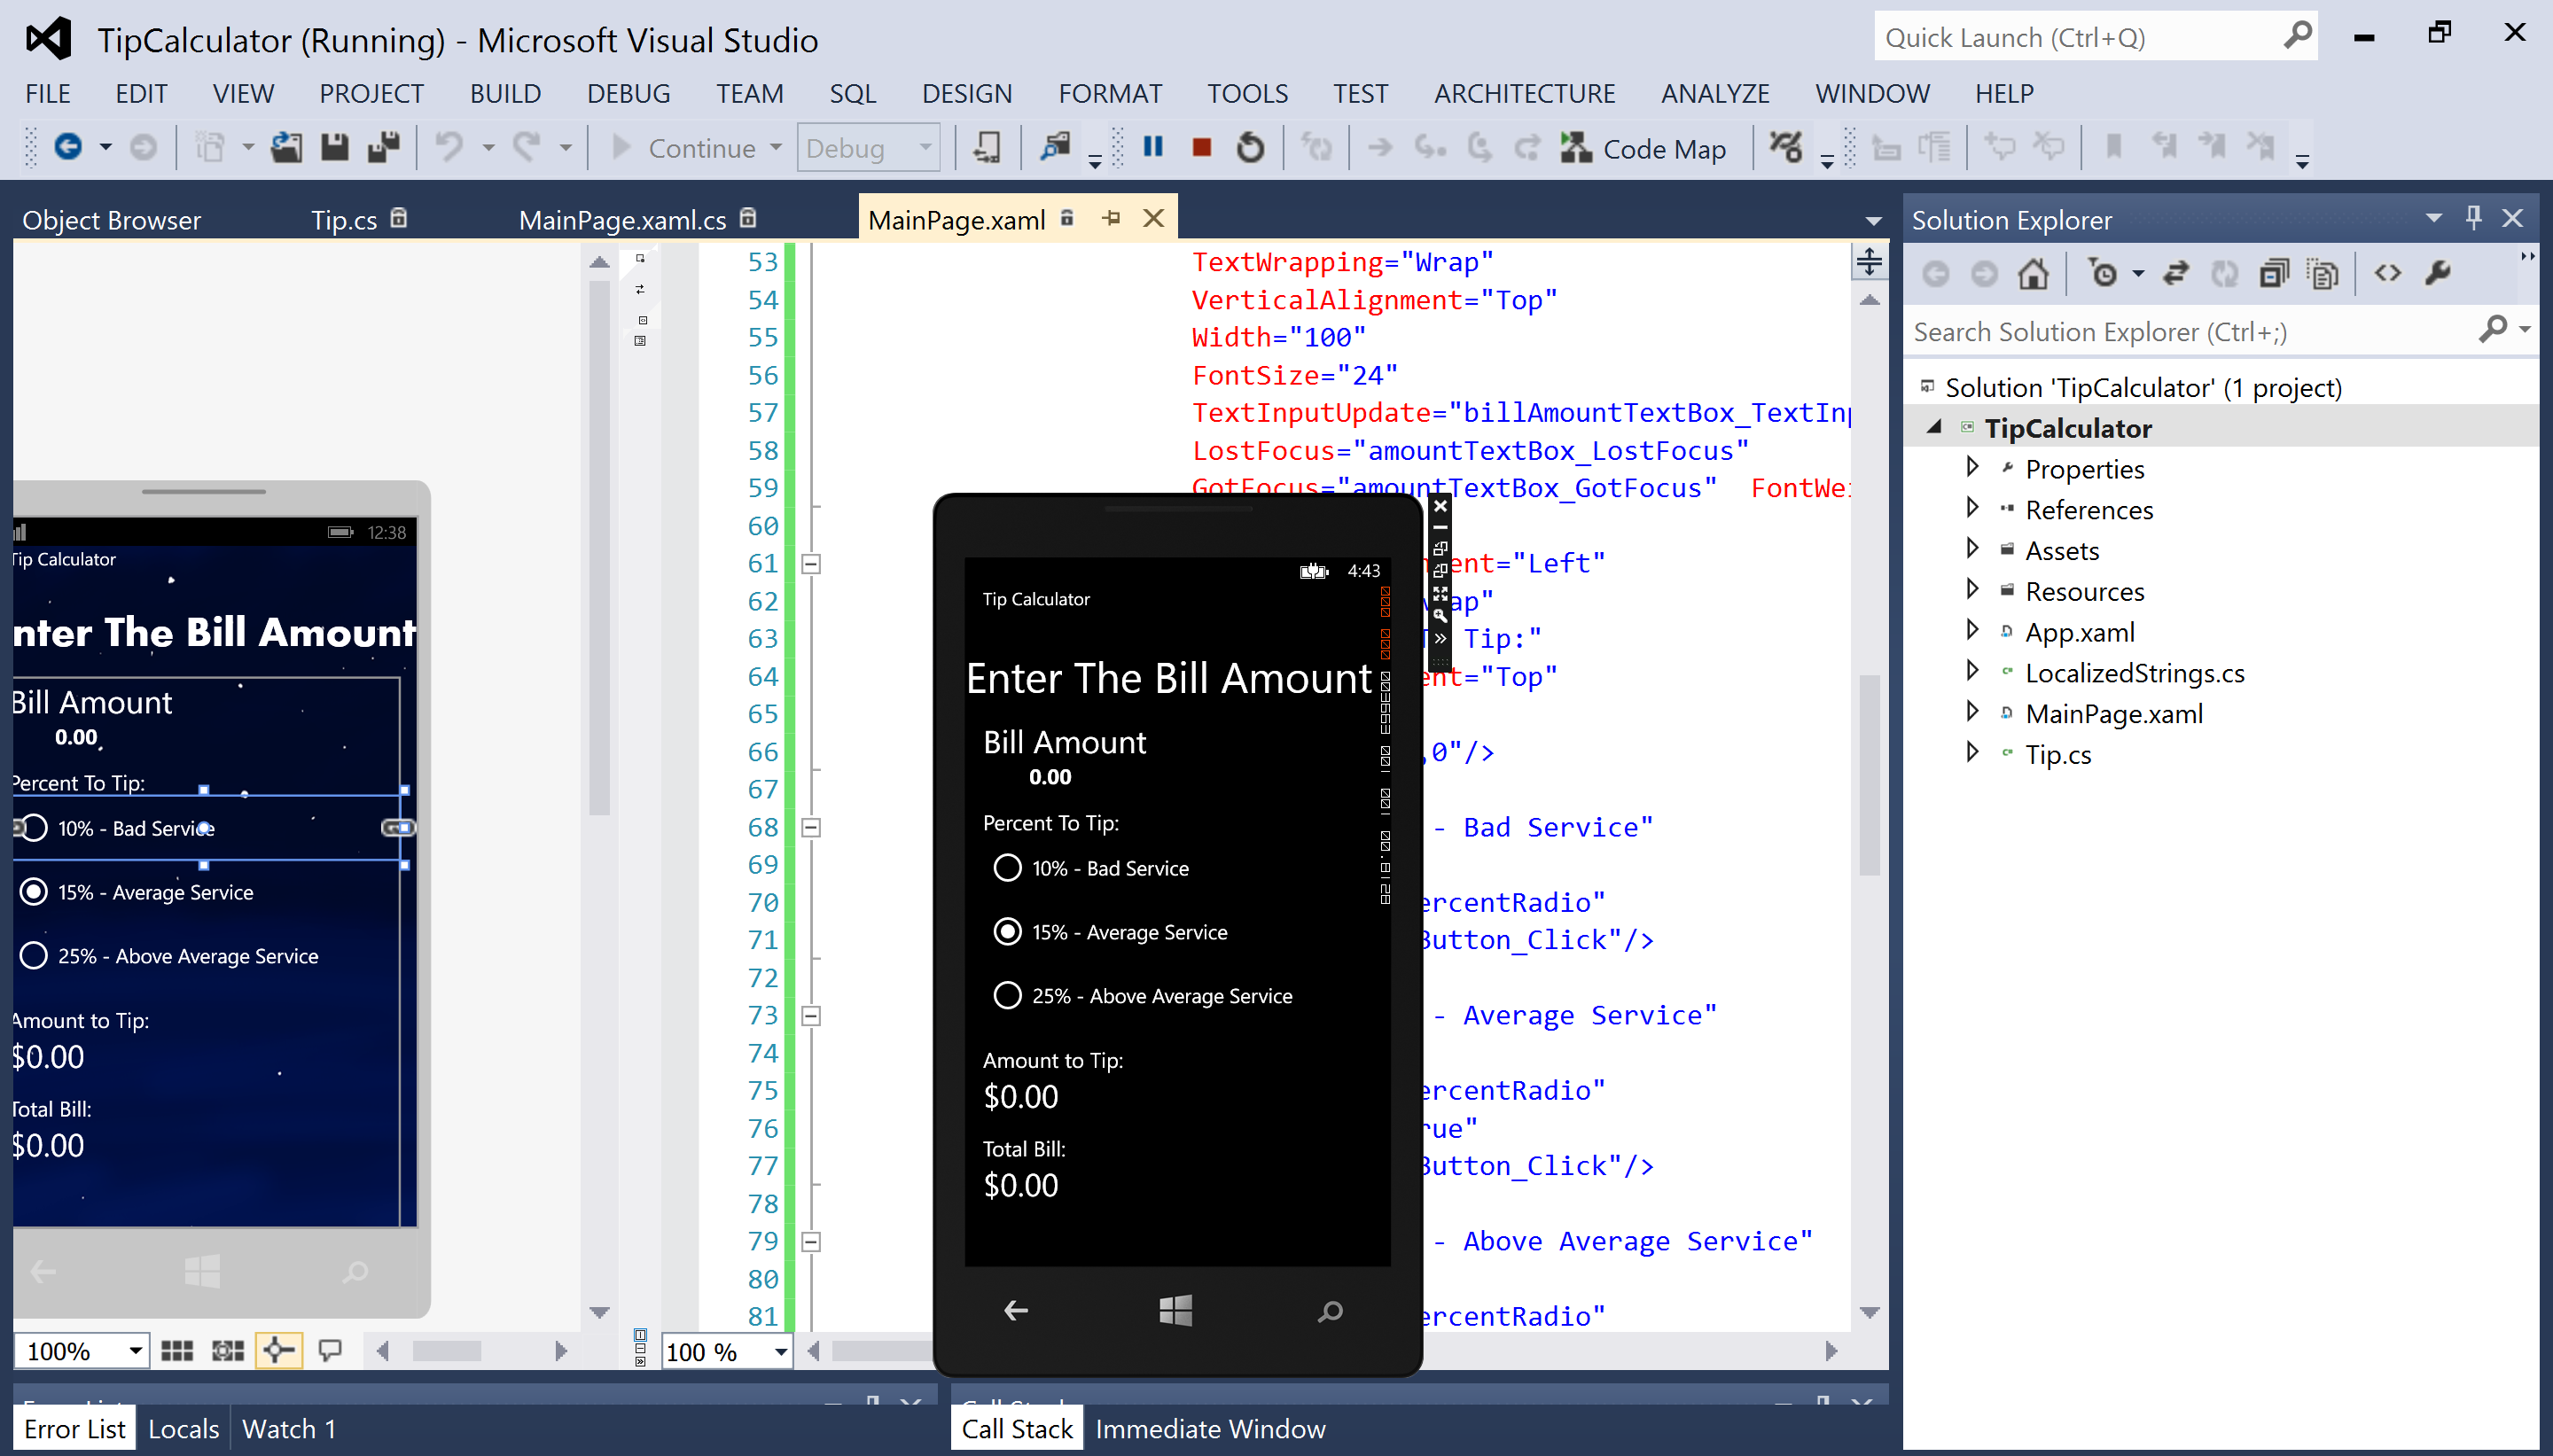 TipCalculator (Running) - Microsoft Visual Studio
Quick Launch (Ctrl+Q)
FILE EDIT VIEW PROJECT BUILD DEBUG TEAM SQL DESIGN FORMAT TOOLS TEST ARCHITECTURE ANALYZE WINDOW HELP
Continue Debug Code Map
Object Browser Tip.cs MainPage.xaml.cs MainPage.xaml
12:38
Tip Calculator
nter The Bill Amount
Bill Amount
0.00
Percent To Tip:
10% - Bad Service
15% - Average Service
25% - Above Average Service
Amount to Tip:
$0.00
Total Bill:
$0.00
100%
53 TextWrapping="Wrap"
54 VerticalAlignment="Top"
55 Width="100"
56 FontSize="24"
57 TextInputUpdate="billAmountTextBox_TextInp
58 LostFocus="amountTextBox_LostFocus"
59 GotFocus="amountTextBox_GotFocus" FontWei
60
61 ent="Left"
62 ap"
63 Tip:"
64 ent="Top"
65
66 ,0"/>
67
68 - Bad Service"
69
70 ercentRadio"
71 Button_Click"/>
72
73 - Average Service"
74
75 ercentRadio"
76 rue"
77 Button_Click"/>
78
79 - Above Average Service"
80
81 ercentRadio"
100 %
4:43
Tip Calculator
Enter The Bill Amount
Bill Amount
0.00
Percent To Tip:
10% - Bad Service
15% - Average Service
25% - Above Average Service
Amount to Tip:
$0.00
Total Bill:
$0.00
Solution Explorer
Search Solution Explorer (Ctrl+;)
Solution 'TipCalculator' (1 project)
TipCalculator
Properties
References
Assets
Resources
App.xaml
LocalizedStrings.cs
MainPage.xaml
Tip.cs
Error List Locals Watch 1
Call Stack Immediate Window